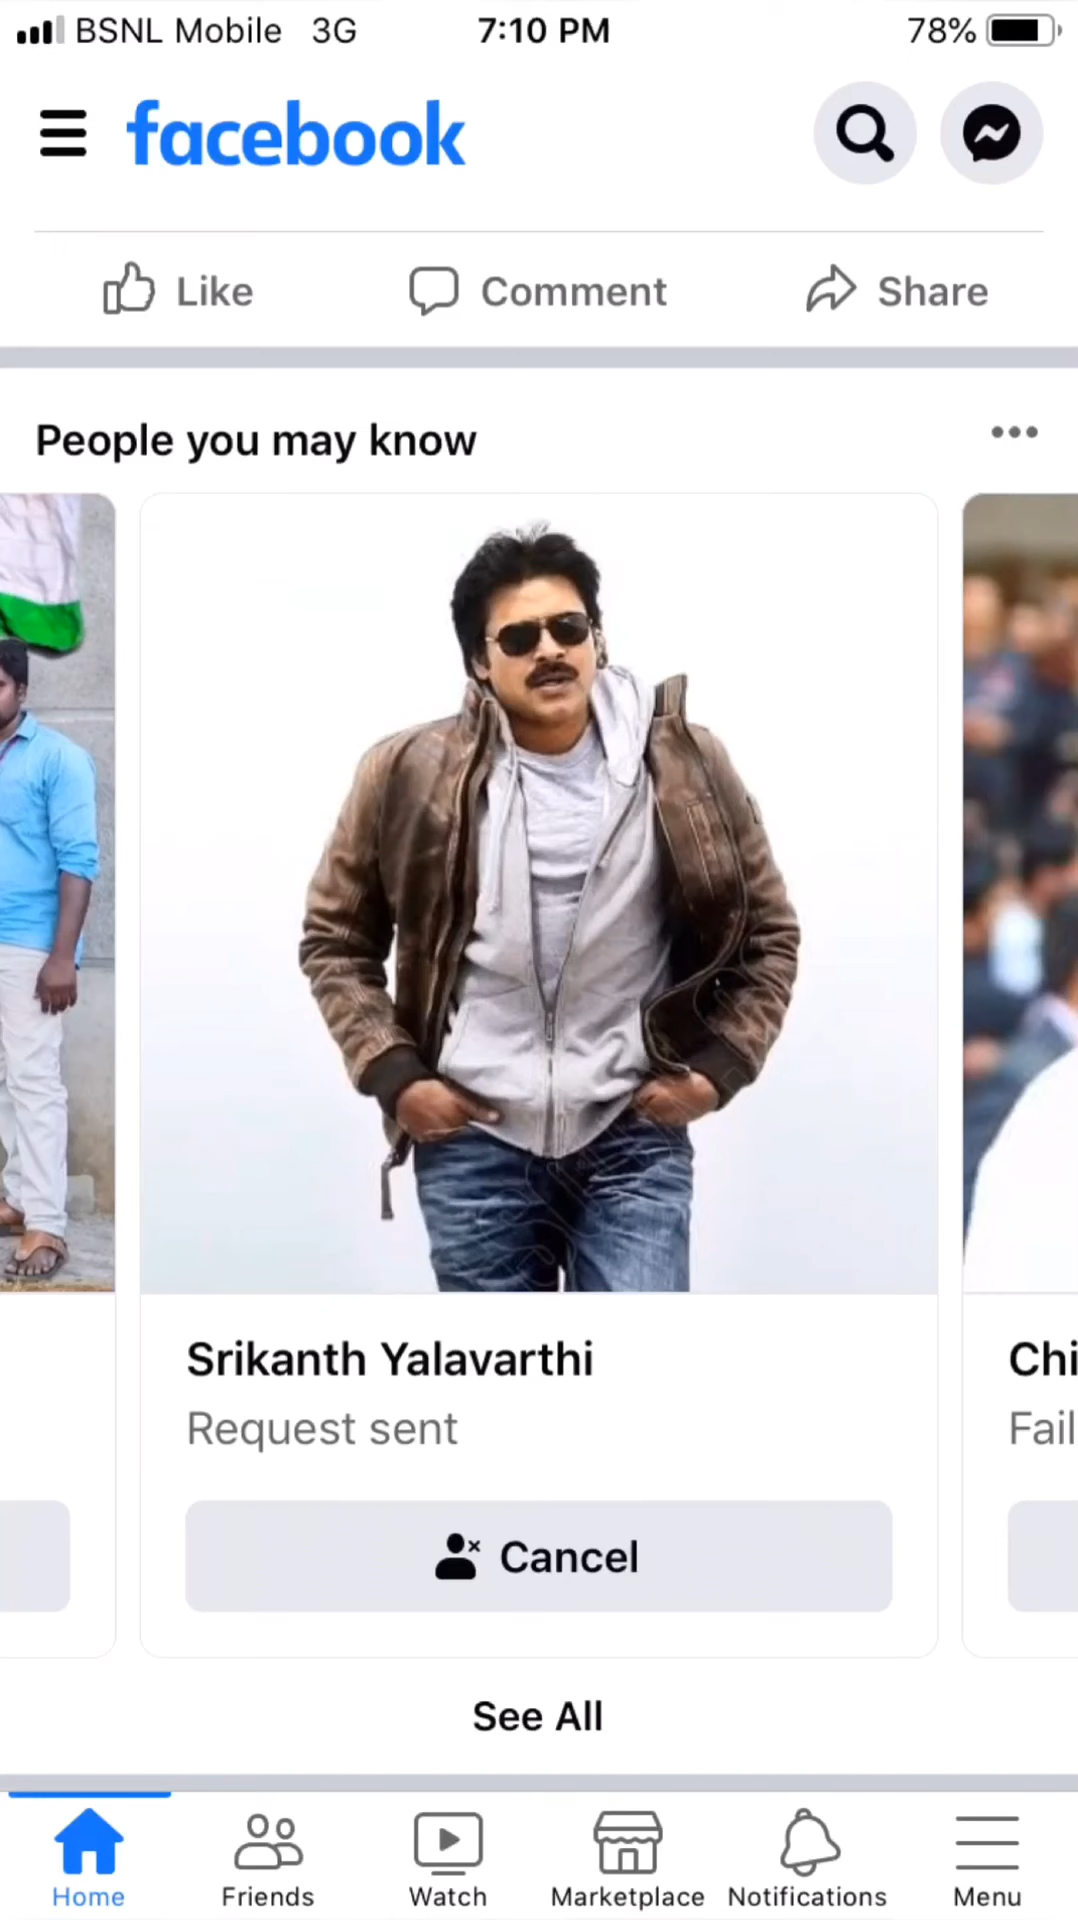 BSNL Mobile 3G 7:10 PM 78%
facebook
Like Comment Share
People you may know
Srikanth Yalavarthi Chi
Request sent Fail
Cancel
See All
Home Friends Watch Marketplace Notifications Menu